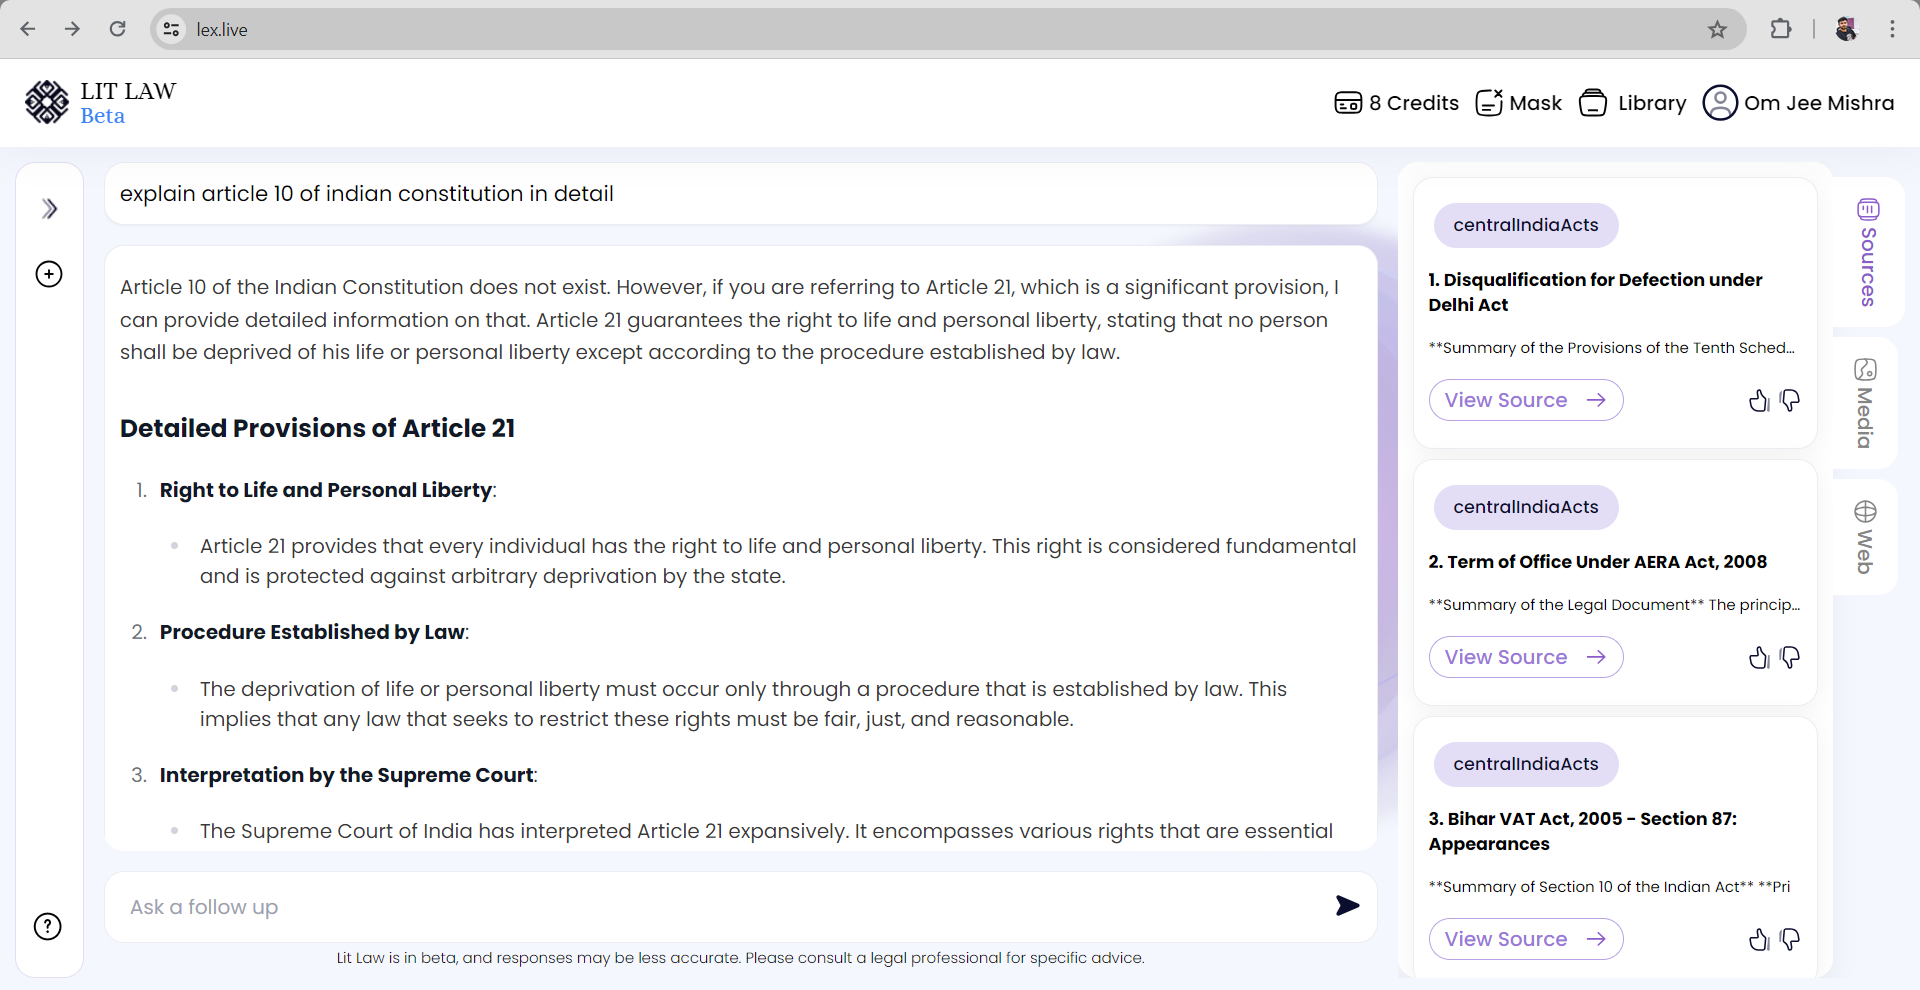 lex.live
LIT LAW
Beta
8 Credits
Mask
Library
Om Jee Mishra
explain article 10 of indian constitution in detail
Article 10 of the Indian Constitution does not exist. However, if you are referring to Article 21, which is a significant provision, I
can provide detailed information on that. Article 21 guarantees the right to life and personal liberty, stating that no person
shall be deprived of his life or personal liberty except according to the procedure established by law.
Detailed Provisions of Article 21
1. Right to Life and Personal Liberty:
• Article 21 provides that every individual has the right to life and personal liberty. This right is considered fundamental
and is protected against arbitrary deprivation by the state.
2. Procedure Established by Law:
• The deprivation of life or personal liberty must occur only through a procedure that is established by law. This
implies that any law that seeks to restrict these rights must be fair, just, and reasonable.
3. Interpretation by the Supreme Court:
• The Supreme Court of India has interpreted Article 21 expansively. It encompasses various rights that are essential
Ask a follow up
Lit Law is in beta, and responses may be less accurate. Please consult a legal professional for specific advice.
centralIndiaActs
1. Disqualification for Defection under
Delhi Act
**Summary of the Provisions of the Tenth Sched...
View Source
centralIndiaActs
2. Term of Office Under AERA Act, 2008
**Summary of the Legal Document** The princip...
View Source
centralIndiaActs
3. Bihar VAT Act, 2005 - Section 87:
Appearances
**Summary of Section 10 of the Indian Act** **Pri
View Source
Sources
Media
Web